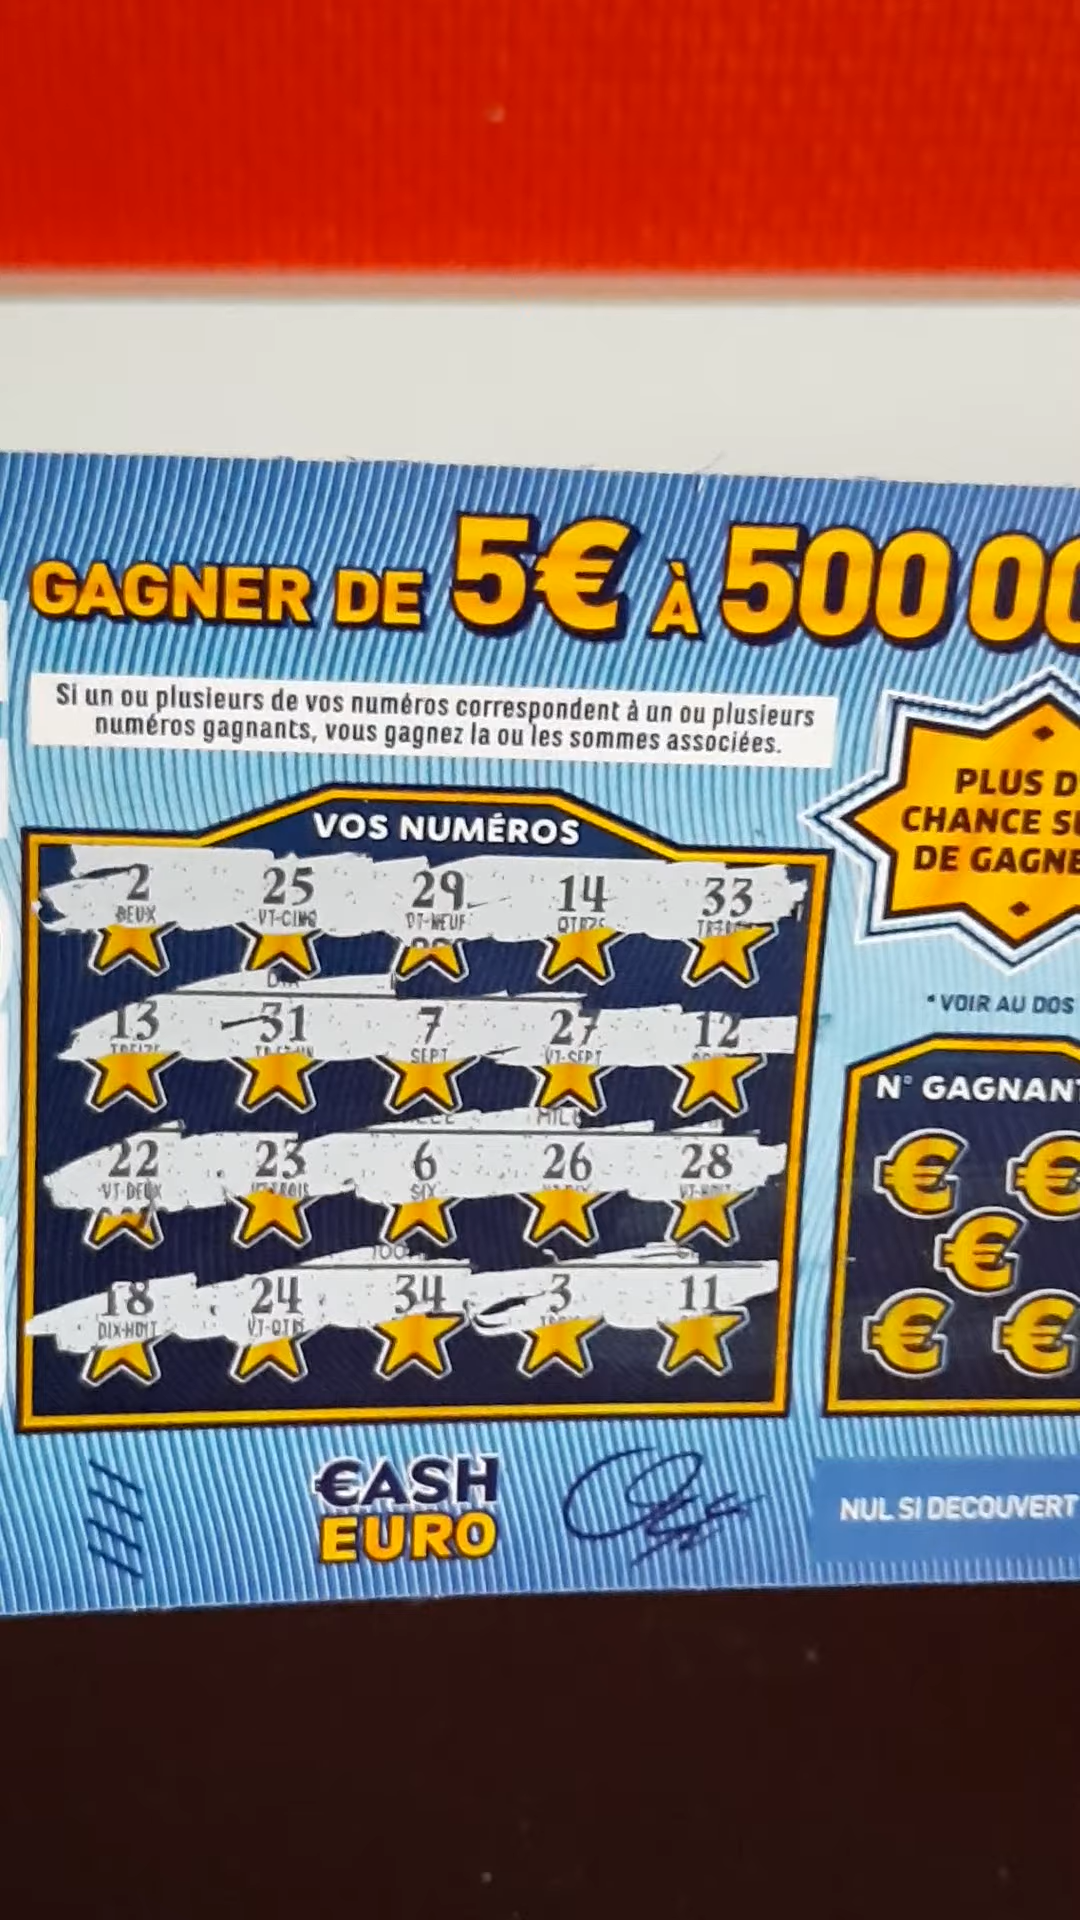 GAGNER DE 5€ À 500 00
Si un ou plusieurs de vos numéros correspondent à un ou plusieurs
numéros gagnants, vous gagnez la ou les sommes associées.
PLUS D
CHANCE S
DE GAGNE
* VOIR AU DOS
VOS NUMÉROS
2 25 29 14 33
DEUX VT-CINQ VT-NEUF
13 31 7 27 12
TREIZE SEPT VT-SEPT
22 23 6 26 28
VT-DEUX SIX
18 24 34 3 11
DIX-HUIT
N° GAGNANT
€ €
€
€ €
€ASH
EURO
NUL SI DECOUVERT